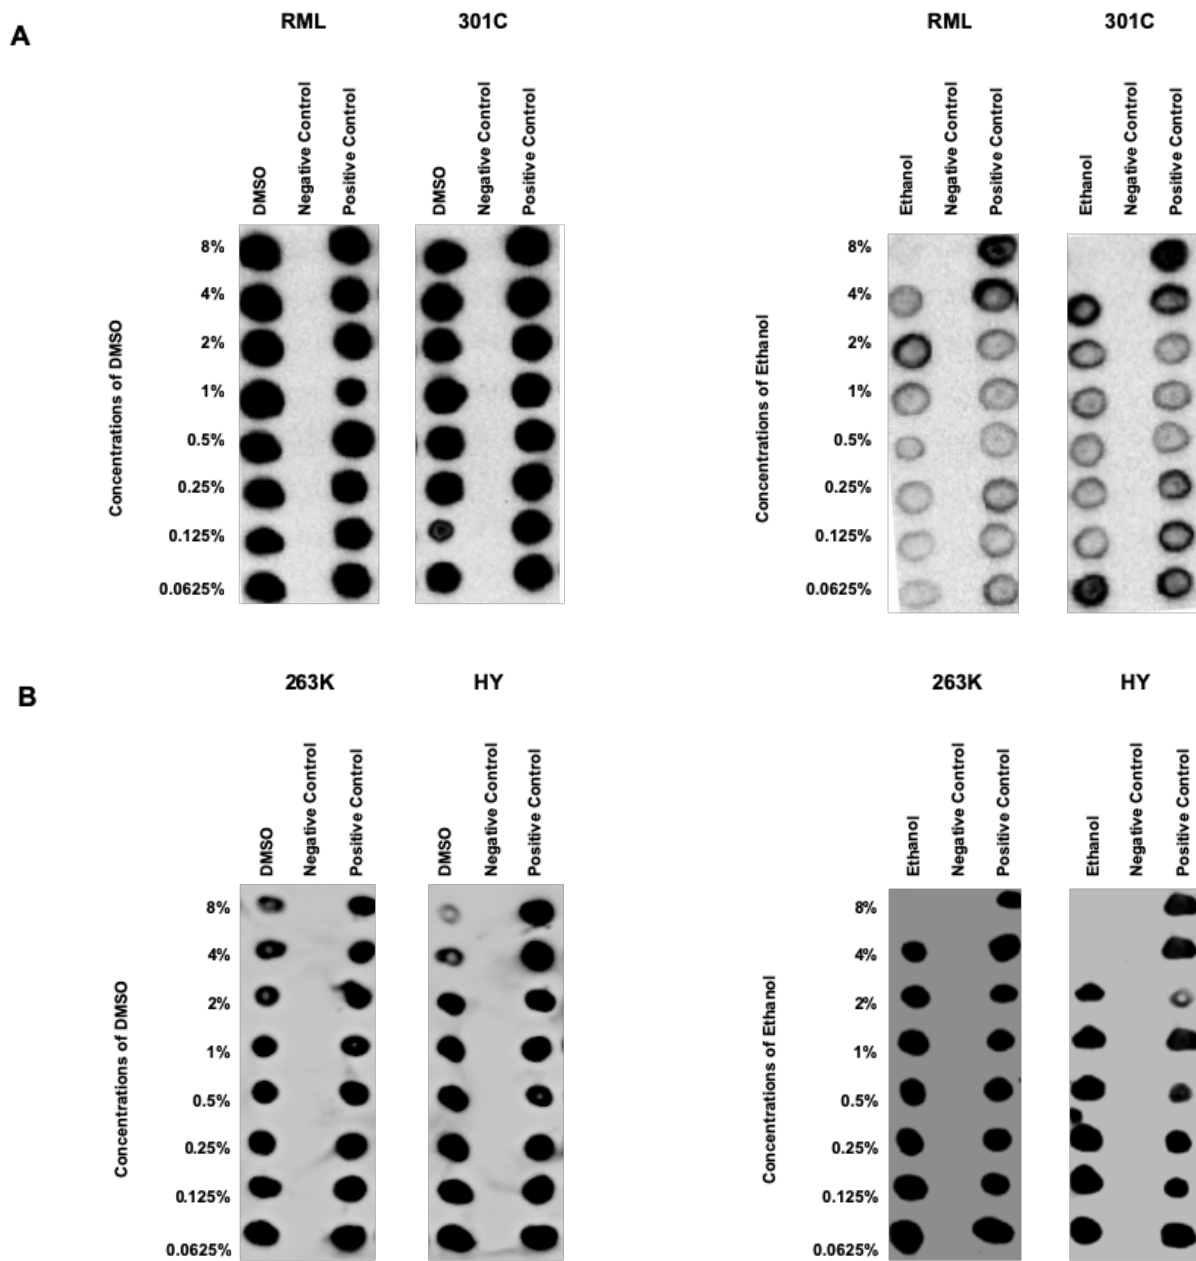 A
RML 301C
DMSO
Negative Control
Positive Control
DMSO
Negative Control
Positive Control
Concentrations of DMSO
8%
4%
2%
1%
0.5%
0.25%
0.125%
0.0625%
RML 301C
Ethanol
Negative Control
Positive Control
Ethanol
Negative Control
Positive Control
Concentrations of Ethanol
8%
4%
2%
1%
0.5%
0.25%
0.125%
0.0625%
B
263K HY
DMSO
Negative Control
Positive Control
DMSO
Negative Control
Positive Control
Concentrations of DMSO
8%
4%
2%
1%
0.5%
0.25%
0.125%
0.0625%
263K HY
Ethanol
Negative Control
Positive Control
Ethanol
Negative Control
Positive Control
Concentrations of Ethanol
8%
4%
2%
1%
0.5%
0.25%
0.125%
0.0625%